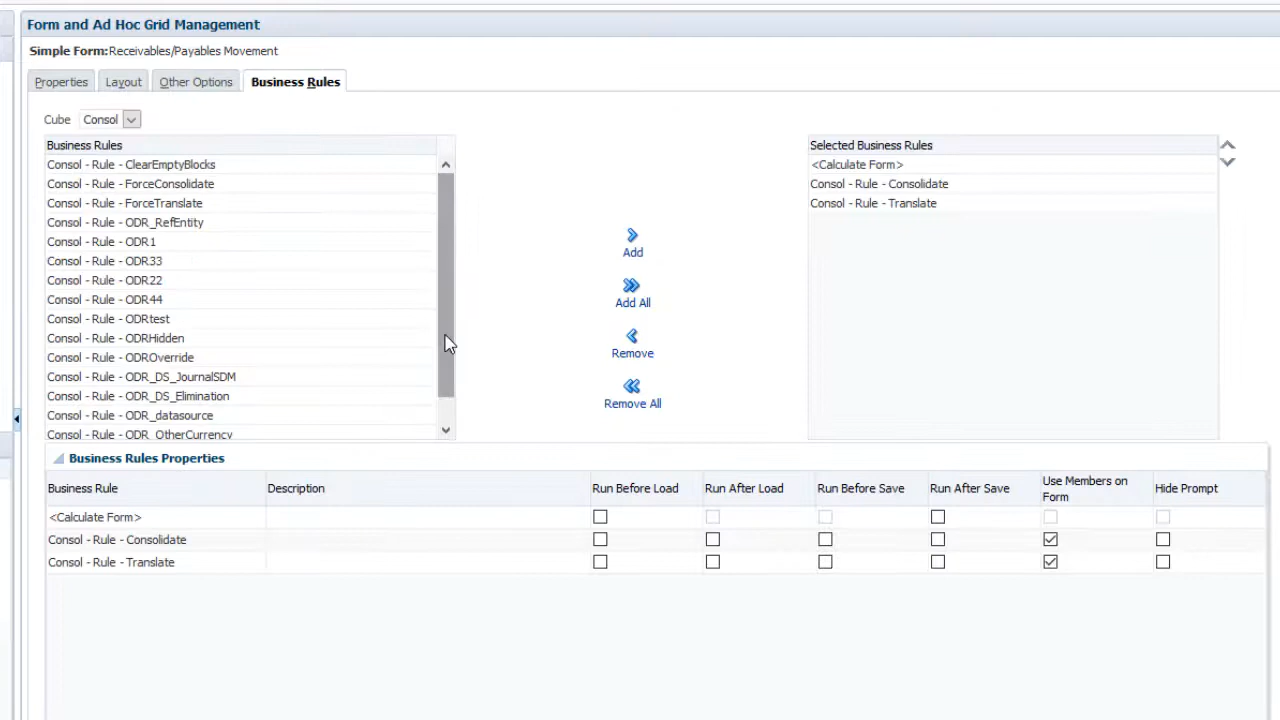 Form and Ad Hoc Grid Management
Simple Form:Receivables/Payables Movement
Properties Layout Other Options Business Rules
Cube Consol
Business Rules
Consol - Rule - ClearEmptyBlocks
Consol - Rule - ForceConsolidate
Consol - Rule - ForceTranslate
Consol - Rule - ODR_RefEntity
Consol - Rule - ODR1
Consol - Rule - ODR33
Consol - Rule - ODR22
Consol - Rule - ODR44
Consol - Rule - ODRtest
Consol - Rule - ODRHidden
Consol - Rule - ODROverride
Consol - Rule - ODR_DS_JournalSDM
Consol - Rule - ODR_DS_Elimination
Consol - Rule - ODR_datasource
Consol - Rule - ODR_OtherCurrency
Add
Add All
Remove
Remove All
Selected Business Rules
<Calculate Form>
Consol - Rule - Consolidate
Consol - Rule - Translate
Business Rules Properties
Business Rule Description Run Before Load Run After Load Run Before Save Run After Save Use Members on Form Hide Prompt
<Calculate Form>
Consol - Rule - Consolidate
Consol - Rule - Translate